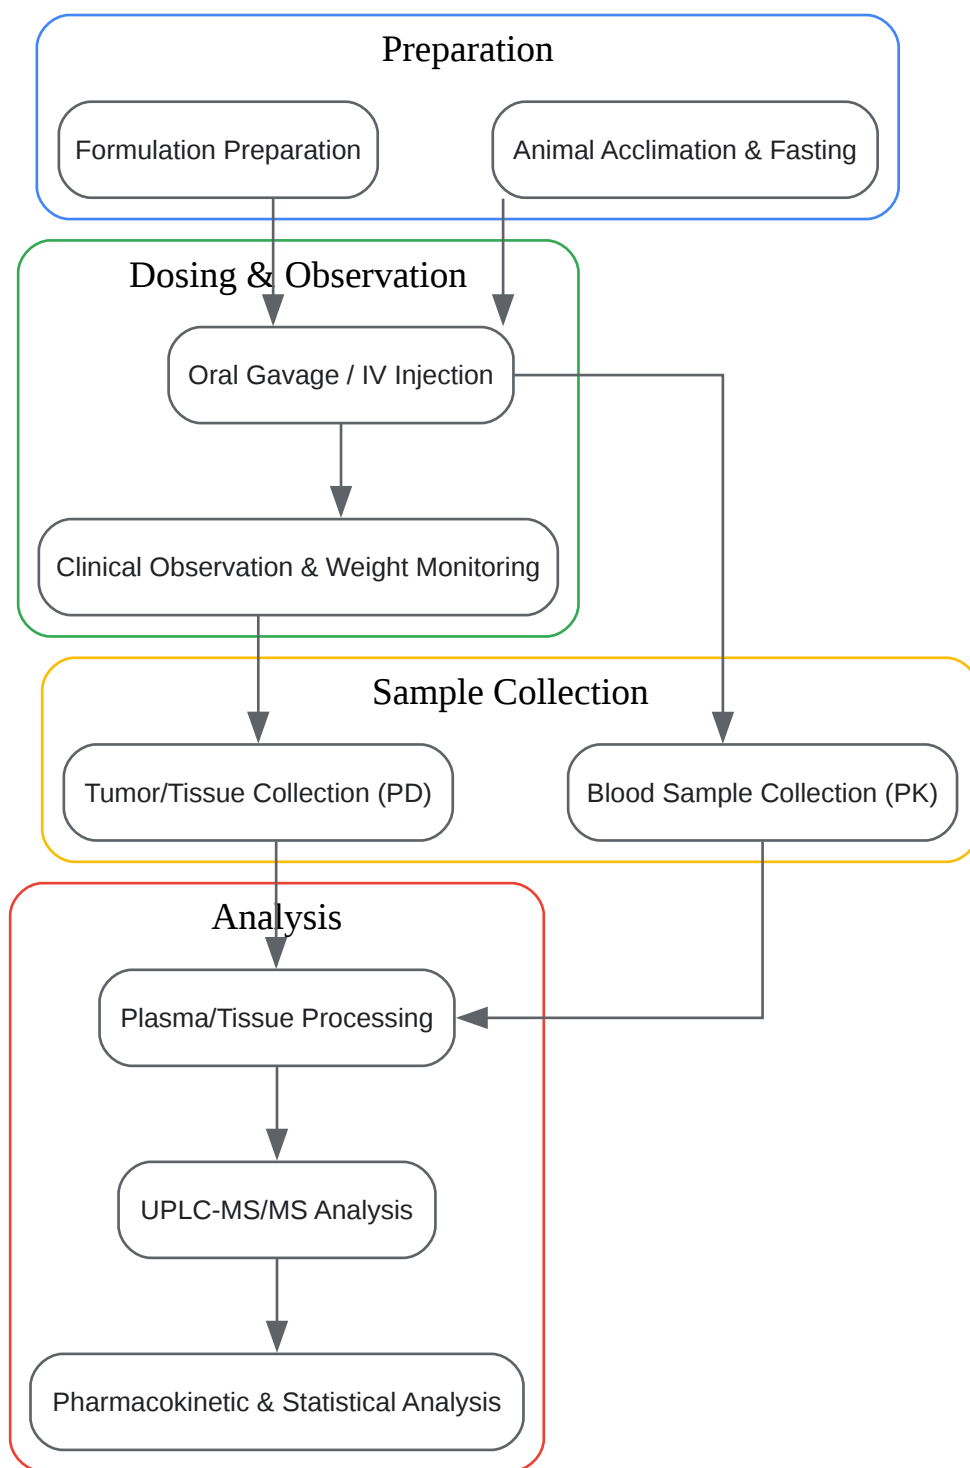 Preparation
Formulation Preparation
Animal Acclimation & Fasting
Dosing & Observation
Oral Gavage / IV Injection
Clinical Observation & Weight Monitoring
Sample Collection
Tumor/Tissue Collection (PD)
Blood Sample Collection (PK)
Analysis
Plasma/Tissue Processing
UPLC-MS/MS Analysis
Pharmacokinetic & Statistical Analysis